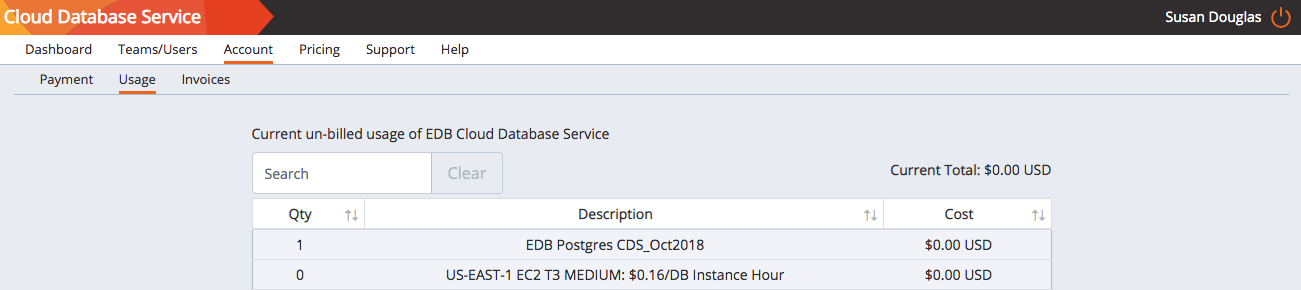 Cloud Database Service Susan Douglas
Dashboard Teams/Users Account Pricing Support Help
Payment Usage Invoices
Current un-billed usage of EDB Cloud Database Service
Search Clear Current Total: $0.00 USD
Qty Description Cost
1 EDB Postgres CDS_Oct2018 $0.00 USD
0 US-EAST-1 EC2 T3 MEDIUM: $0.16/DB Instance Hour $0.00 USD